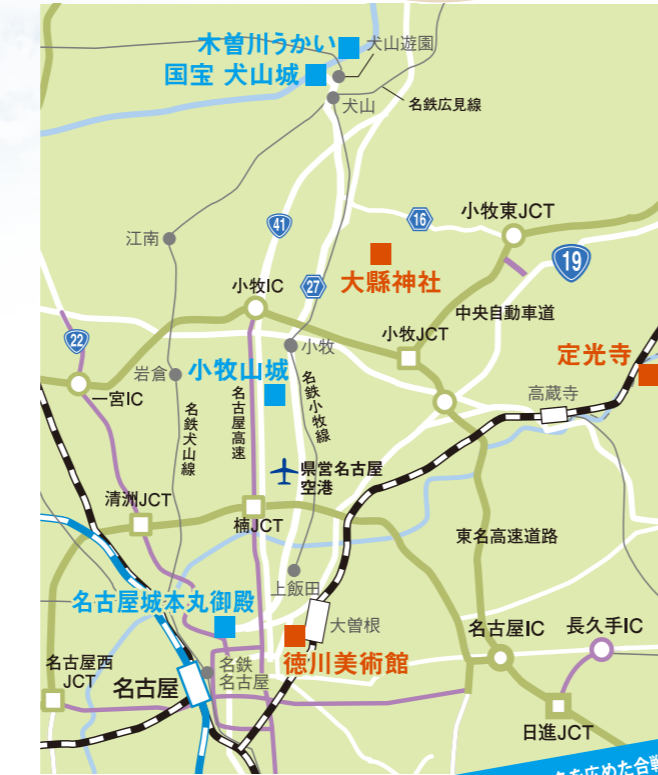 木曽川うかい
犬山遊園
国宝 犬山城
犬山
名鉄広見線
41
16
小牧東JCT
江南
19
27
大縣神社
小牧IC
中央自動車道
22
小牧JCT
小牧
定光寺
岩倉
小牧山城
高蔵寺
一宮IC
名鉄犬山線
名古屋高速
名鉄小牧線
県営名古屋
空港
清洲JCT
楠JCT
東名高速道路
上飯田
名古屋城本丸御殿
大曽根
名古屋IC
長久手IC
徳川美術館
名古屋西
JCT
名古屋
名鉄
名古屋
日進JCT
を広めた合戦